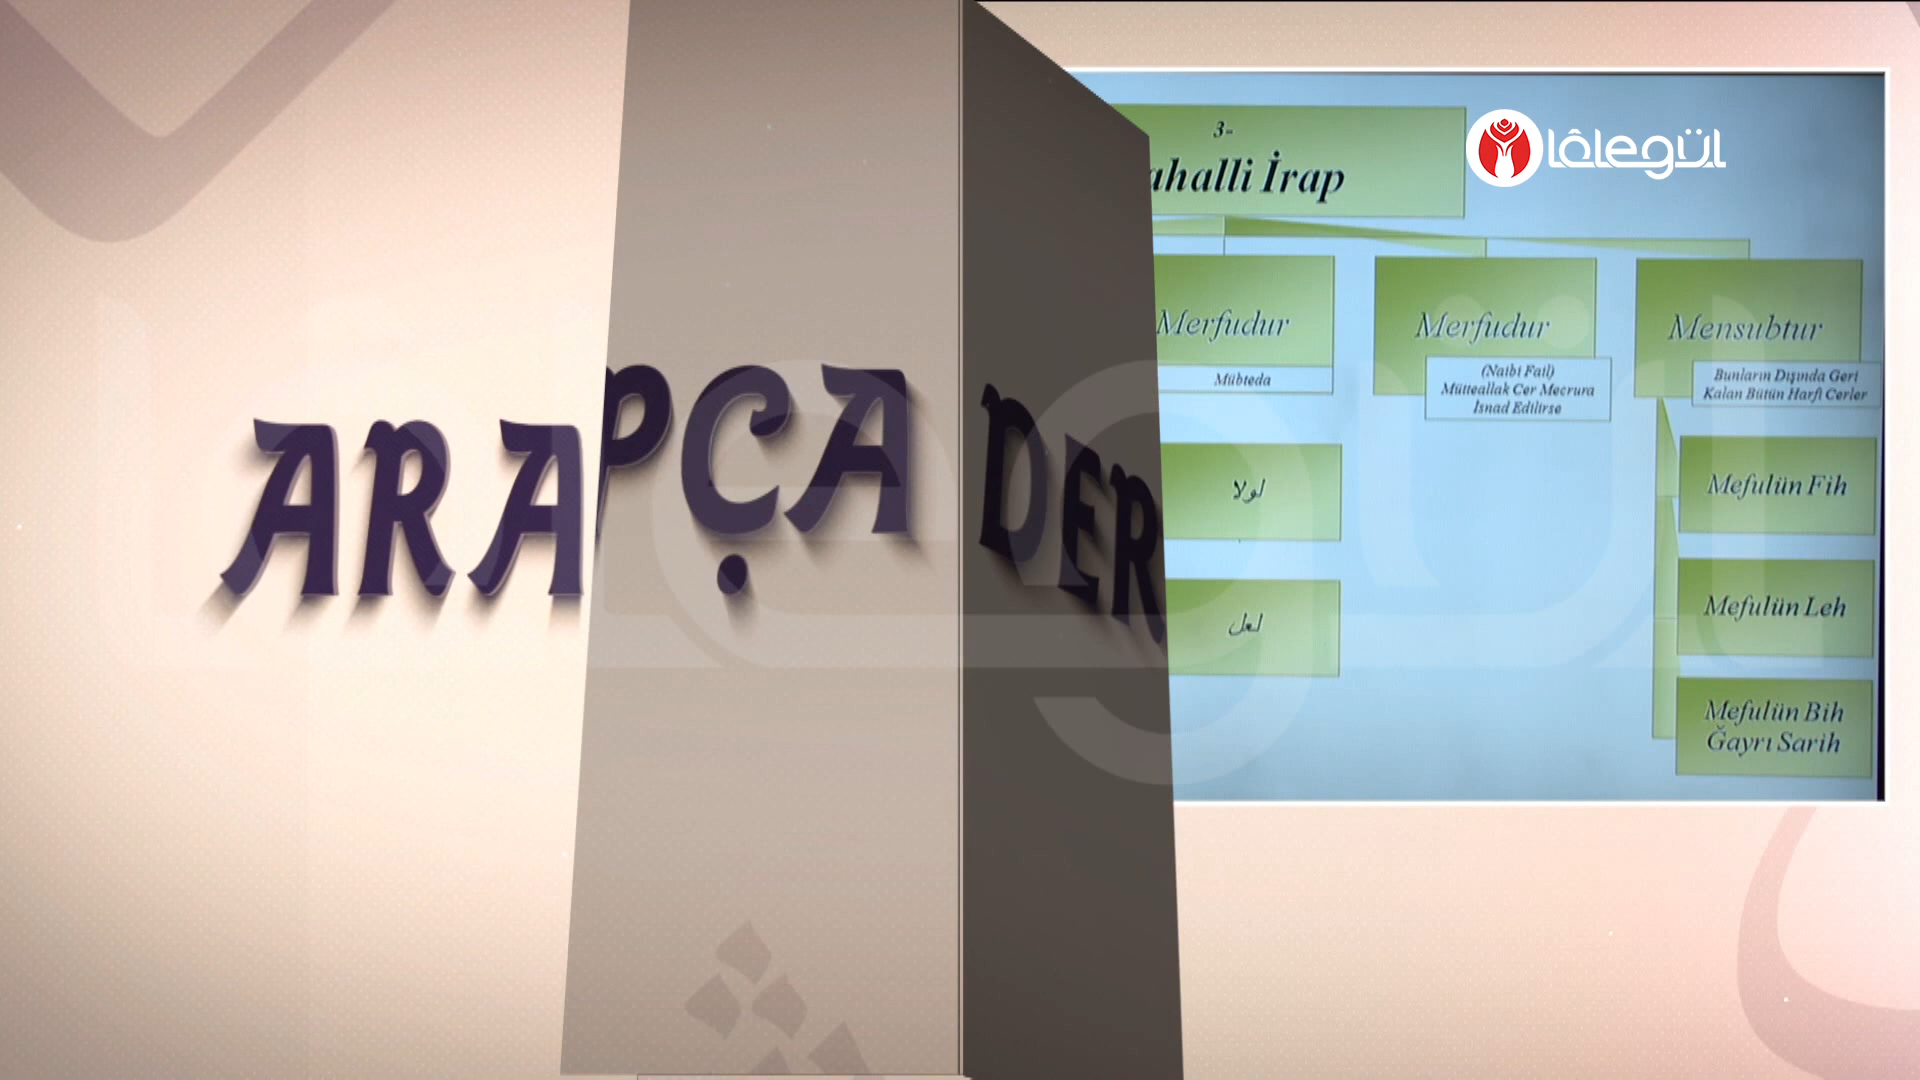 ARAPÇA DER
3-
ahalli İrap
lâlegül
Merfudur
Mübteda
Merfudur
(Naibi Fail)
Mütteallak Cer Mecrura
İsnad Edilirse
Mensubtur
Bunların Dışında Geri
Kalan Bütün Harfi Cerler
لولا
لعل
Mefulün Fih
Mefulün Leh
Mefulün Bih
Ğayrı Sarih